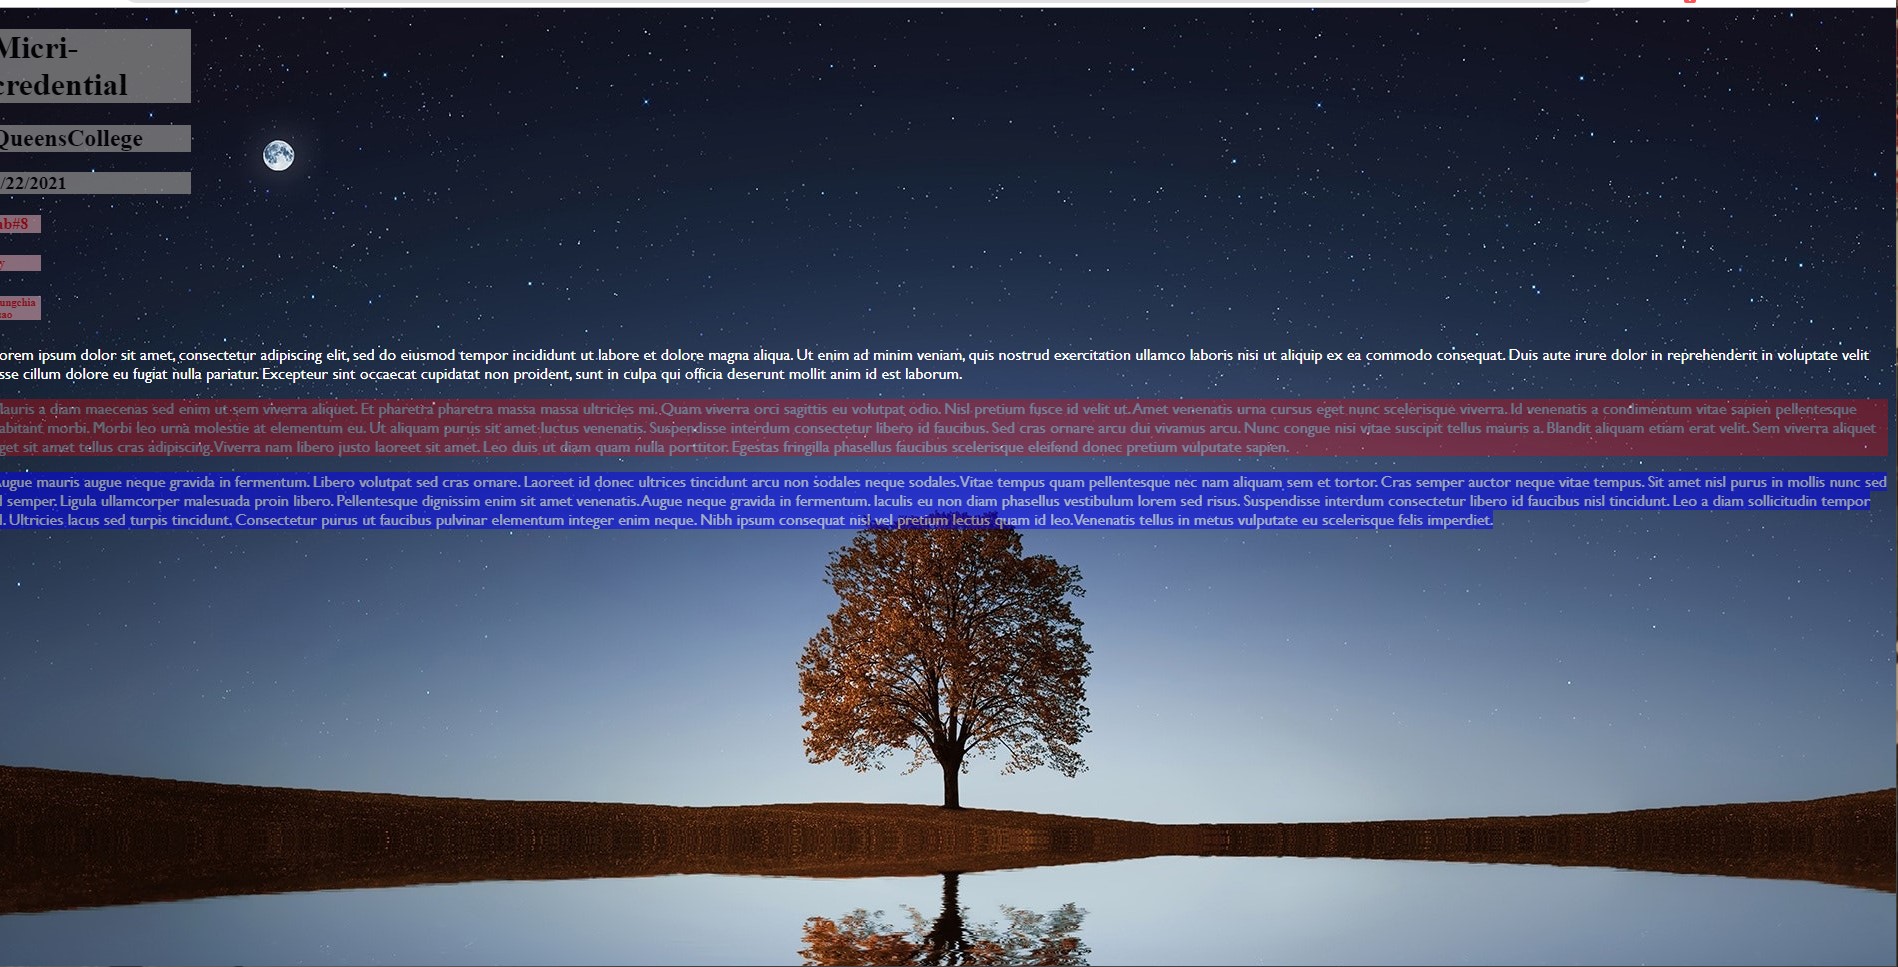 Micri-
credential
QueensCollege
/22/2021
ab#8
y
ungchia
ao
orem ipsum dolor sit amet, consectetur adipiscing elit, sed do eiusmod tempor incididunt ut labore et dolore magna aliqua. Ut enim ad minim veniam, quis nostrud exercitation ullamco laboris nisi ut aliquip ex ea commodo consequat. Duis aute irure dolor in reprehenderit in voluptate velit
sse cillum dolore eu fugiat nulla pariatur. Excepteur sint occaecat cupidatat non proident, sunt in culpa qui officia deserunt mollit anim id est laborum.
Mauris a diam maecenas sed enim ut sem viverra aliquet. Et pharetra pharetra massa massa ultricies mi. Quam viverra orci sagittis eu volutpat odio. Nisl pretium fusce id velit ut. Amet venenatis urna cursus eget nunc scelerisque viverra. Id venenatis a condimentum vitae sapien pellentesque
abitant morbi. Morbi leo urna molestie at elementum eu. Ut aliquam purus sit amet luctus venenatis. Suspendisse interdum consectetur libero id faucibus. Sed cras ornare arcu dui vivamus arcu. Nunc congue nisi vitae suscipit tellus mauris a. Blandit aliquam etiam erat velit. Sem viverra aliquet
get sit amet tellus cras adipiscing. Viverra nam libero justo laoreet sit amet. Leo duis ut diam quam nulla porttitor. Egestas fringilla phasellus faucibus scelerisque eleifend donec pretium vulputate sapien.
Augue mauris augue neque gravida in fermentum. Libero volutpat sed cras ornare. Laoreet id donec ultrices tincidunt arcu non sodales neque sodales. Vitae tempus quam pellentesque nec nam aliquam sem et tortor. Cras semper auctor neque vitae tempus. Sit amet nisl purus in mollis nunc sed
l semper. Ligula ullamcorper malesuada proin libero. Pellentesque dignissim enim sit amet venenatis. Augue neque gravida in fermentum. Iaculis eu non diam phasellus vestibulum lorem sed risus. Suspendisse interdum consectetur libero id faucibus nisl tincidunt. Leo a diam sollicitudin tempor
l. Ultricies lacus sed turpis tincidunt. Consectetur purus ut faucibus pulvinar elementum integer enim neque. Nibh ipsum consequat nisl vel pretium lectus quam id leo. Venenatis tellus in metus vulputate eu scelerisque felis imperdiet.